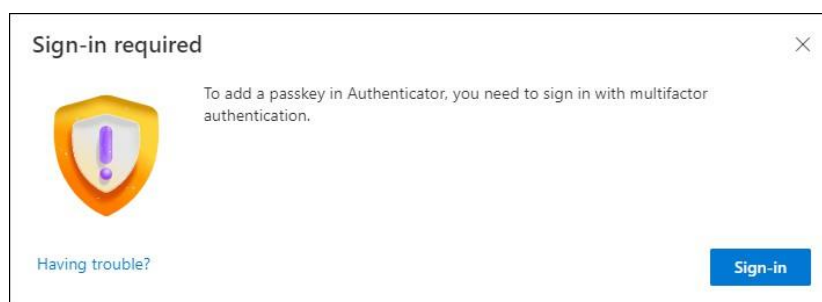 Sign-in required
To add a passkey in Authenticator, you need to sign in with multifactor
authentication.
Having trouble?
Sign-in